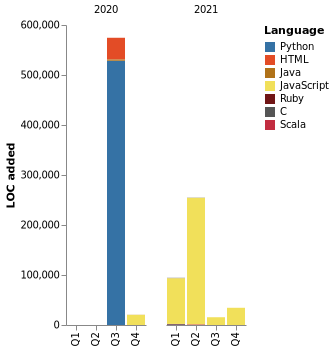 2020 2021
Language
Python
HTML
Java
JavaScript
Ruby
C
Scala
LOC added
600,000
500,000
400,000
300,000
200,000
100,000
0
Q1 Q2 Q3 Q4 Q1 Q2 Q3 Q4